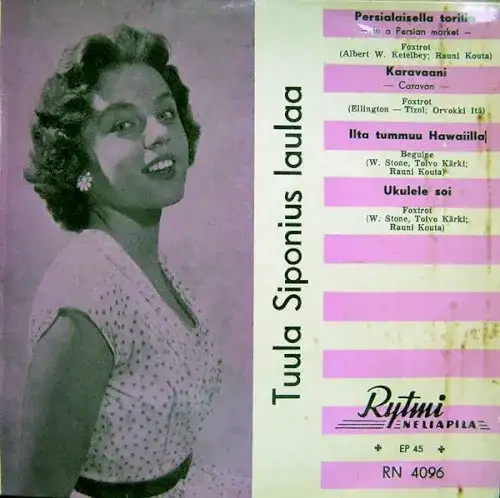 Tuula Siponius laulaa
Persialaisella torilla
— In a Persian market —
Foxtrot
(Albert W. Ketelbey; Rauni Kouta)
Karavaani
— Caravan —
Foxtrot
(Ellington — Tizol; Orvokki Itä)
Ilta tummuu Hawaiilla
Beguine
(W. Stone, Toivo Kärki;
Rauni Kouta)
Ukulele soi
Foxtrot
(W. Stone, Toivo Kärki;
Rauni Kouta)
Rytmi
NELIAPILA
EP 45
RN 4096